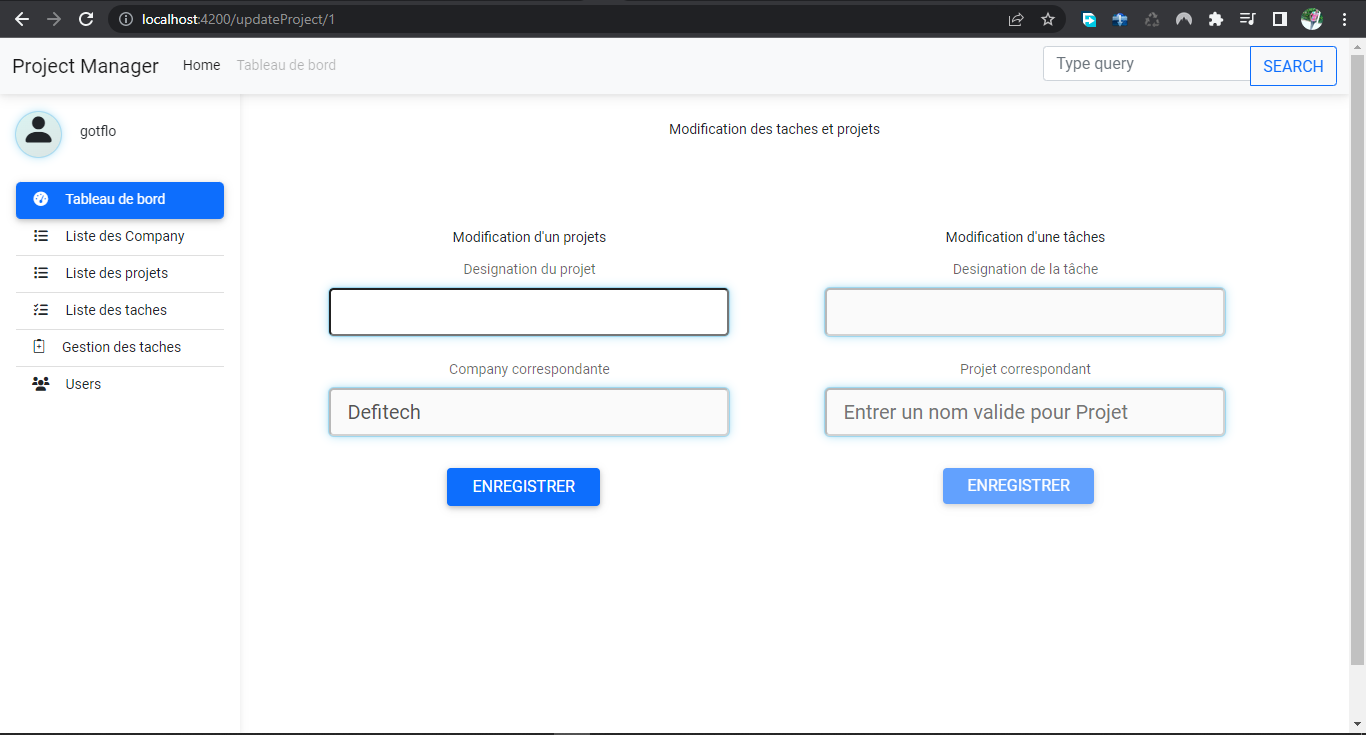 localhost:4200/updateProject/1
Project Manager Home Tableau de bord Type query SEARCH
gotflo
Tableau de bord
Liste des Company
Liste des projets
Liste des taches
Gestion des taches
Users
Modification des taches et projets
Modification d'un projets
Designation du projet
Company correspondante
Defitech
ENREGISTRER
Modification d'une tâches
Designation de la tâche
Projet correspondant
Entrer un nom valide pour Projet
ENREGISTRER